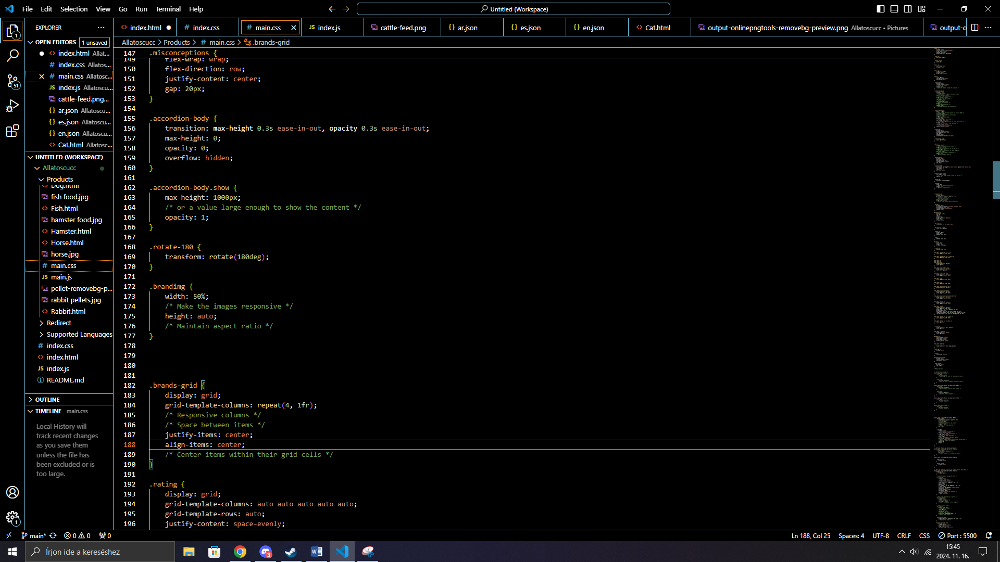 File Edit Selection View Go Run Terminal Help
Untitled (Workspace)
EXPLORER
OPEN EDITORS 1 unsaved
index.html Allat...
index.css Allatos...
main.css Allatosc...
index.js Allatoscu...
cattle-feed.png...
ar.json Allatoscu...
es.json Allatoscu...
en.json Allatoscu...
Cat.html Allatosc...
UNTITLED (WORKSPACE)
Allatoscucc
Products
Dog.html
fish food.jpg
Fish.html
hamster food.jpg
Hamster.html
Horse.html
horse.jpg
main.css
main.js
pellet-removebg-p...
rabbit pellets.jpg
Rabbit.html
Redirect
Supported Languages
index.css
index.html
index.js
README.md
OUTLINE
TIMELINE main.css
Local History will
track recent changes
as you save them
unless the file has
been excluded or is
too large.
index.html index.css main.css index.js cattle-feed.png ar.json es.json en.json Cat.html output-onlinepngtools-removebg-preview.png Allatoscucc • Pictures output-o
Allatoscucc > Products > # main.css > .brands-grid
147 .misconceptions {
149 flex-wrap: wrap;
150 flex-direction: row;
151 justify-content: center;
152 gap: 20px;
153 }
154
155 .accordion-body {
156 transition: max-height 0.3s ease-in-out, opacity 0.3s ease-in-out;
157 max-height: 0;
158 opacity: 0;
159 overflow: hidden;
160 }
161
162 .accordion-body.show {
163 max-height: 1000px;
164 /* or a value large enough to show the content */
165 opacity: 1;
166 }
167
168 .rotate-180 {
169 transform: rotate(180deg);
170 }
171
172 .brandimg {
173 width: 50%;
174 /* Make the images responsive */
175 height: auto;
176 /* Maintain aspect ratio */
177 }
178
179
180
181
182 .brands-grid {
183 display: grid;
184 grid-template-columns: repeat(4, 1fr);
185 /* Responsive columns */
186 /* Space between items */
187 justify-items: center;
188 align-items: center;
189 /* Center items within their grid cells */
190 }
191
192 .rating {
193 display: grid;
194 grid-template-columns: auto auto auto auto auto;
195 grid-template-rows: auto;
196 justify-content: space-evenly;
1
51
1
main* 0 0 0
Ln 188, Col 25 Spaces: 4 UTF-8 CRLF CSS Port : 5500
Írjon ide a kereséshez
3
15:45
2024. 11. 16.